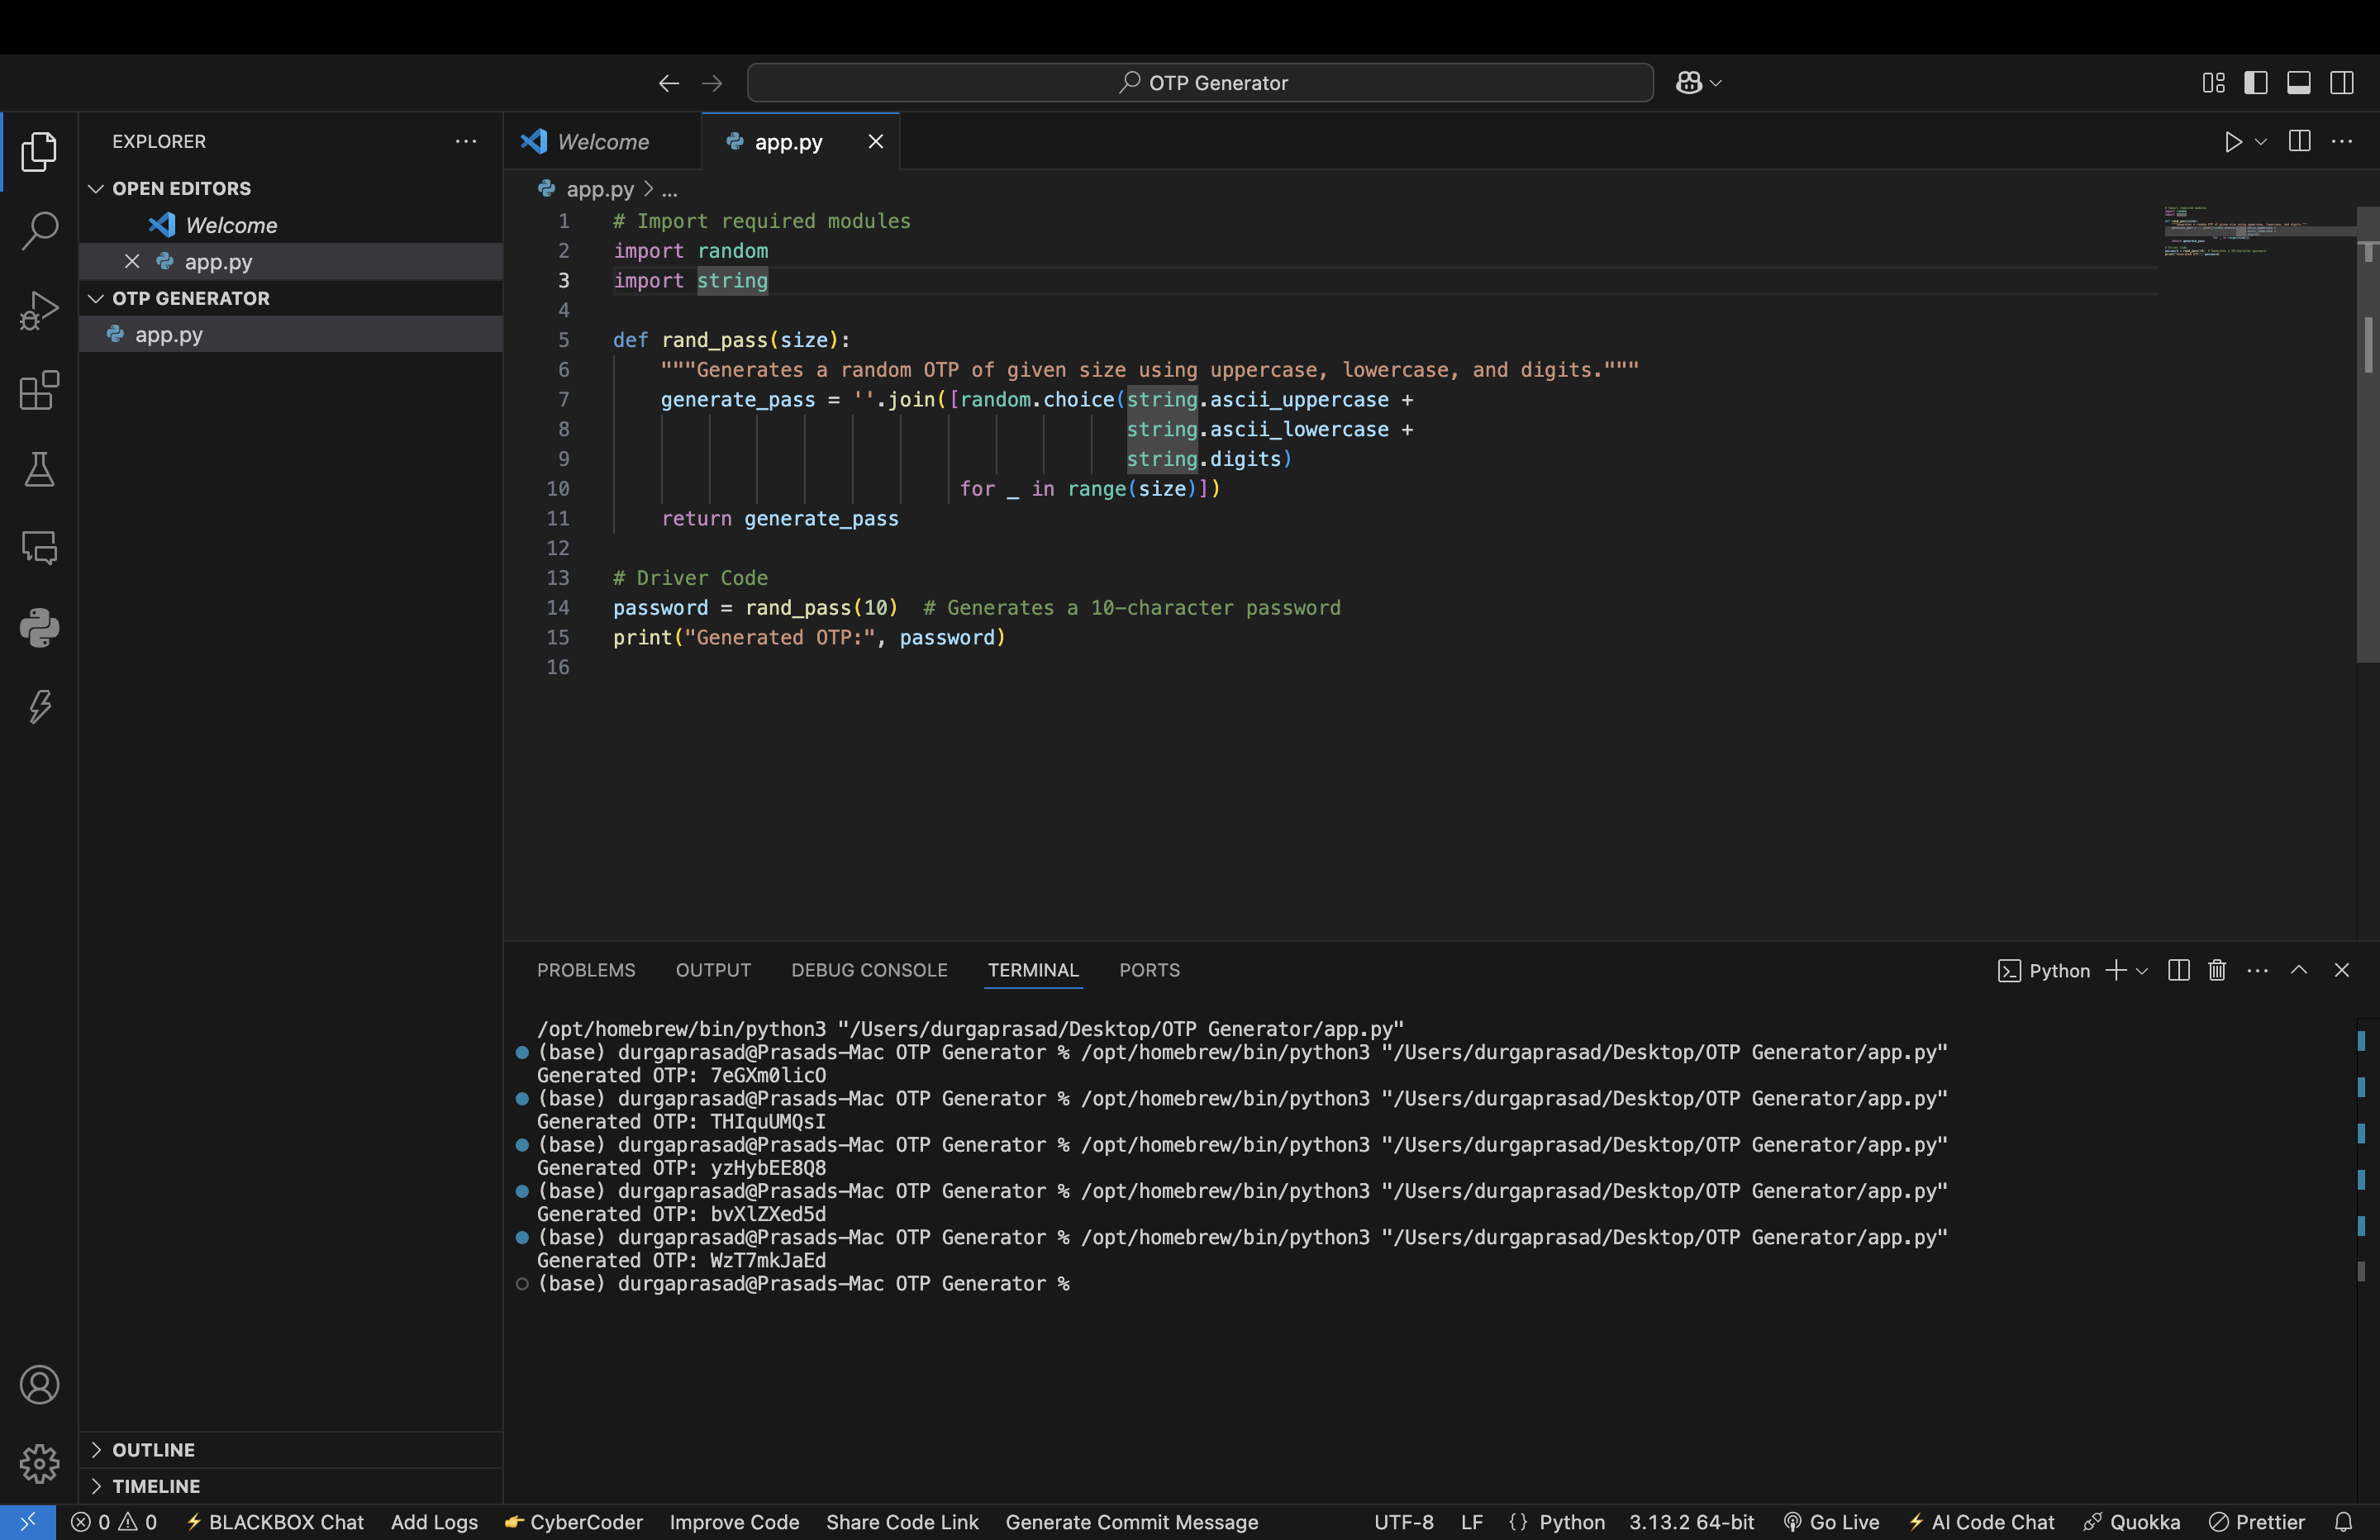 OTP Generator
EXPLORER
OPEN EDITORS
Welcome
app.py
OTP GENERATOR
app.py
OUTLINE
TIMELINE
Welcome
app.py
app.py > ...
1 # Import required modules
2 import random
3 import string
4
5 def rand_pass(size):
6 """Generates a random OTP of given size using uppercase, lowercase, and digits."""
7 generate_pass = ''.join([random.choice(string.ascii_uppercase +
8 string.ascii_lowercase +
9 string.digits)
10 for _ in range(size)])
11 return generate_pass
12
13 # Driver Code
14 password = rand_pass(10)  # Generates a 10-character password
15 print("Generated OTP:", password)
16
PROBLEMS OUTPUT DEBUG CONSOLE TERMINAL PORTS
Python
/opt/homebrew/bin/python3 "/Users/durgaprasad/Desktop/OTP Generator/app.py"
(base) durgaprasad@Prasads-Mac OTP Generator % /opt/homebrew/bin/python3 "/Users/durgaprasad/Desktop/OTP Generator/app.py"
Generated OTP: 7eGXm0licO
(base) durgaprasad@Prasads-Mac OTP Generator % /opt/homebrew/bin/python3 "/Users/durgaprasad/Desktop/OTP Generator/app.py"
Generated OTP: THIquUMQsI
(base) durgaprasad@Prasads-Mac OTP Generator % /opt/homebrew/bin/python3 "/Users/durgaprasad/Desktop/OTP Generator/app.py"
Generated OTP: yzHybEE8Q8
(base) durgaprasad@Prasads-Mac OTP Generator % /opt/homebrew/bin/python3 "/Users/durgaprasad/Desktop/OTP Generator/app.py"
Generated OTP: bvXlZXed5d
(base) durgaprasad@Prasads-Mac OTP Generator % /opt/homebrew/bin/python3 "/Users/durgaprasad/Desktop/OTP Generator/app.py"
Generated OTP: WzT7mkJaEd
(base) durgaprasad@Prasads-Mac OTP Generator %
0 0 BLACKBOX Chat Add Logs CyberCoder Improve Code Share Code Link Generate Commit Message UTF-8 LF {} Python 3.13.2 64-bit Go Live AI Code Chat Quokka Prettier